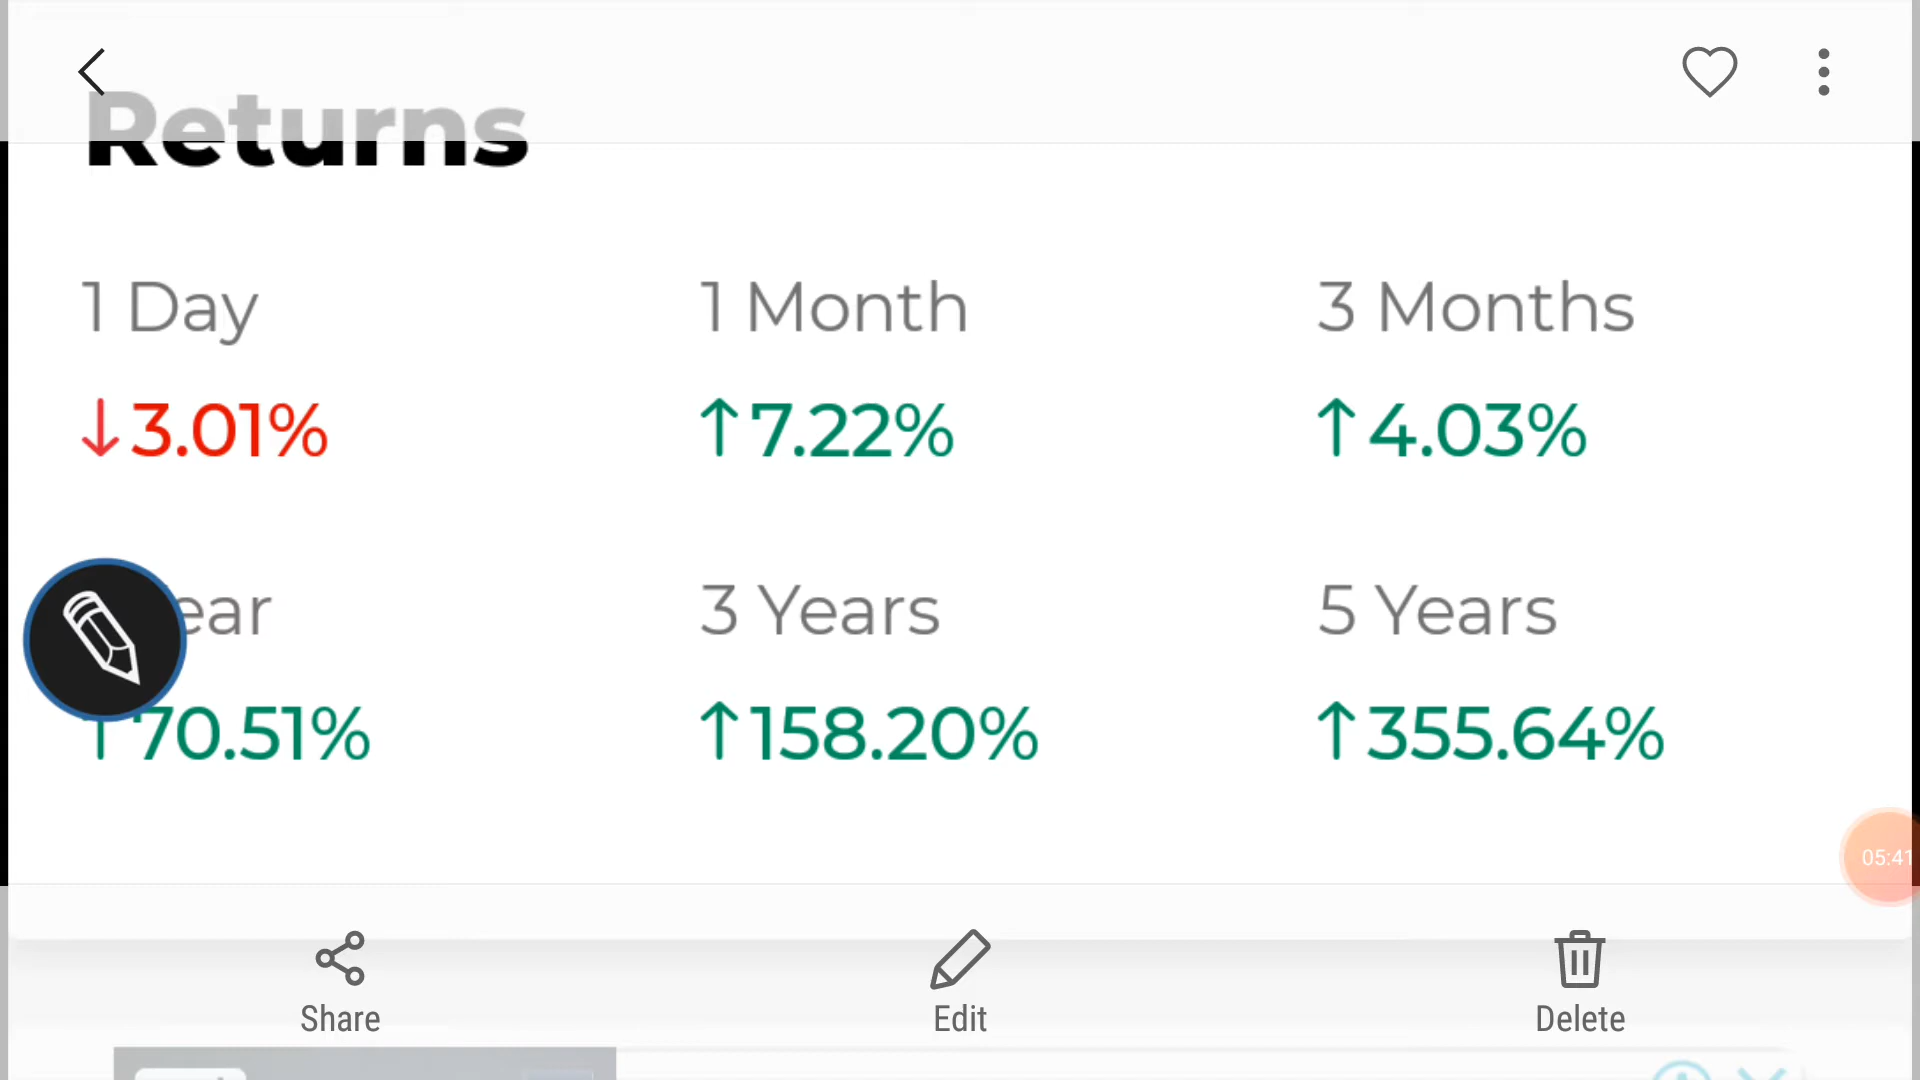 Returns
1 Day 1 Month 3 Months
↓3.01% ↑7.22% ↑4.03%
ear 3 Years 5 Years
↑70.51% ↑158.20% ↑355.64%
05:41
Share Edit Delete